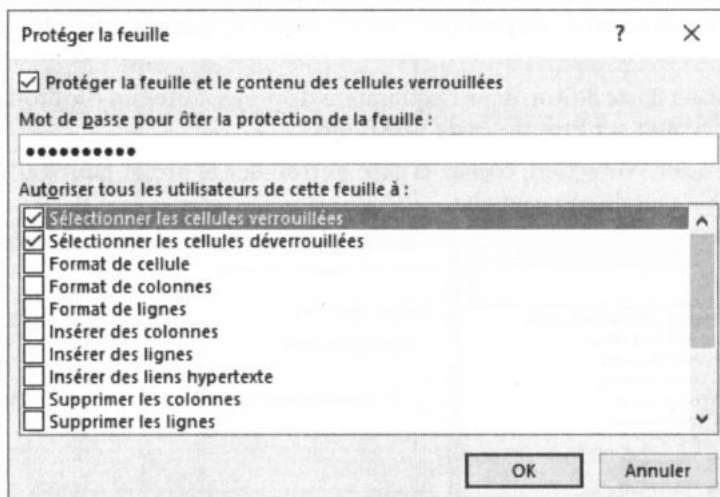 Protéger la feuille ?
Protéger la feuille et le contenu des cellules verrouillées
Mot de passe pour ôter la protection de la feuille :
••••••••••
Autoriser tous les utilisateurs de cette feuille à :
Sélectionner les cellules verrouillées
Sélectionner les cellules déverrouillées
Format de cellule
Format de colonnes
Format de lignes
Insérer des colonnes
Insérer des lignes
Insérer des liens hypertexte
Supprimer les colonnes
Supprimer les lignes
OK Annuler